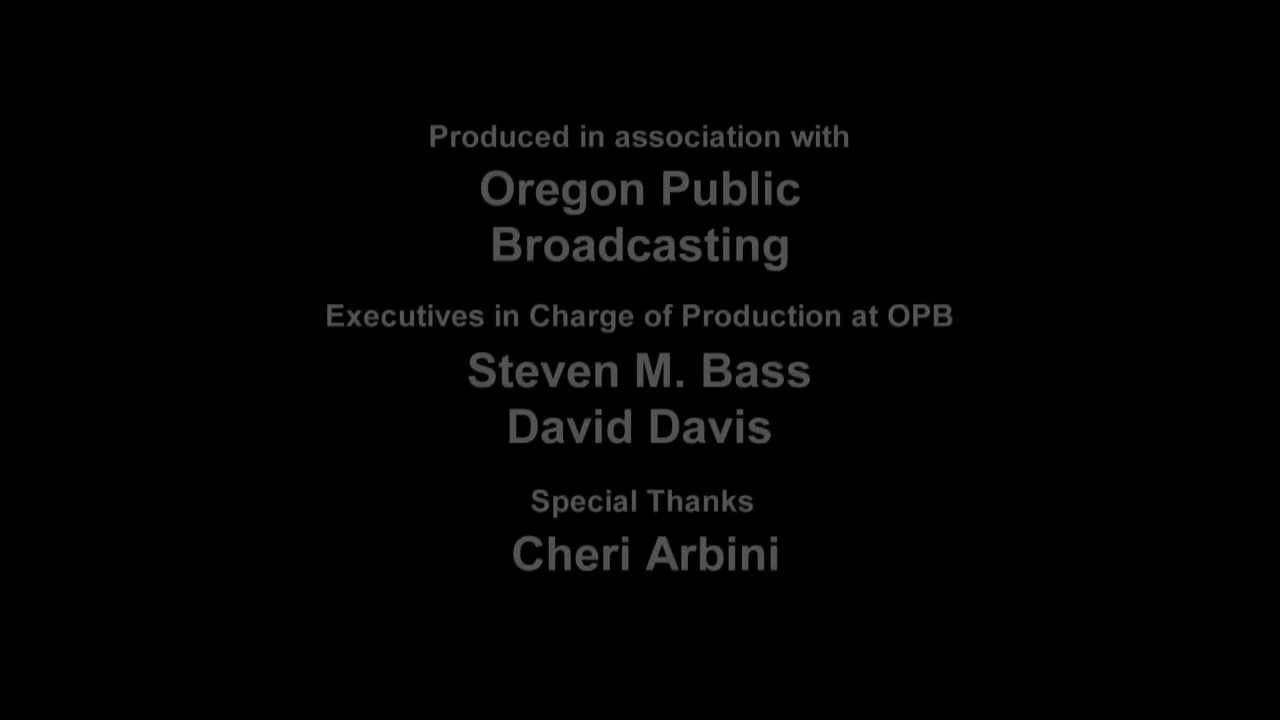 Produced in association with
Oregon Public
Broadcasting
Executives in Charge of Production at OPB
Steven M. Bass
David Davis
Special Thanks
Cheri Arbini